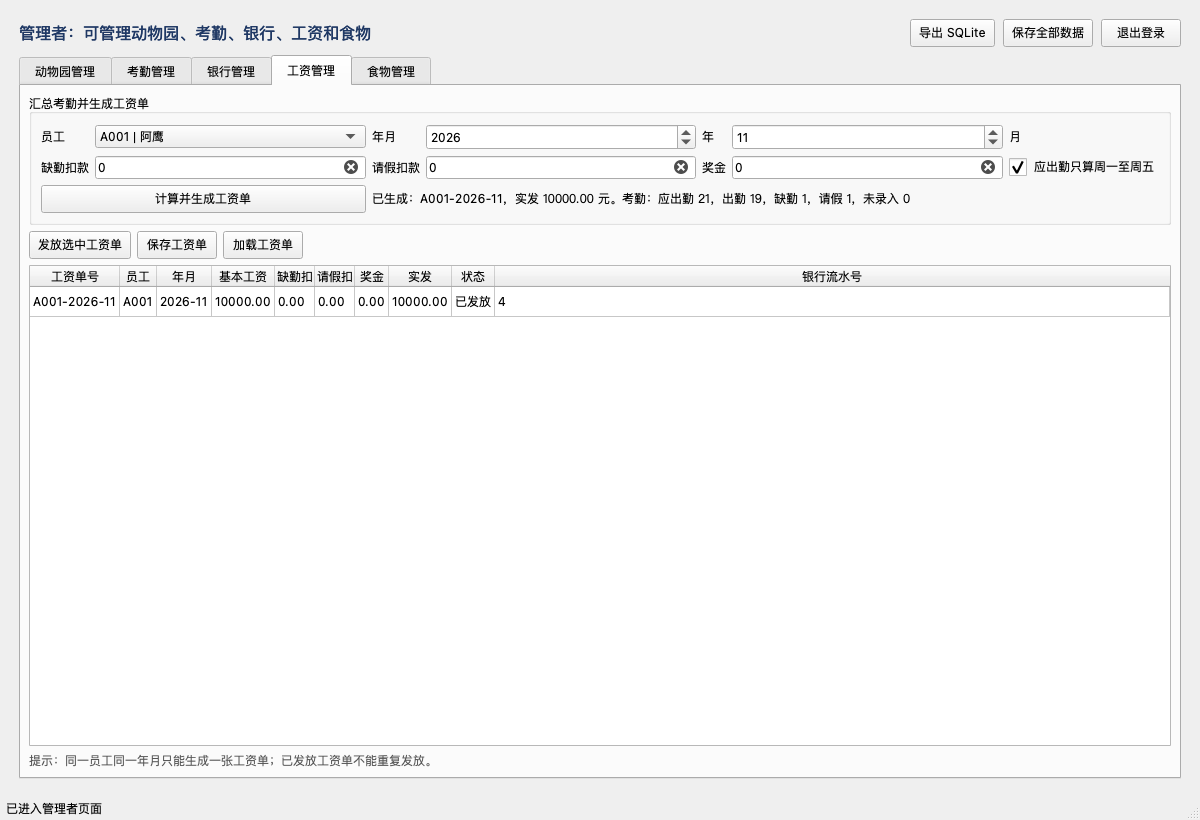 管理者：可管理动物园、考勤、银行、工资和食物 导出 SQLite 保存全部数据 退出登录
动物园管理 考勤管理 银行管理 工资管理 食物管理
汇总考勤并生成工资单
员工 A001 | 阿鹰 年月 2026 年 11 月
缺勤扣款 0 请假扣款 0 奖金 0 应出勤只算周一至周五
计算并生成工资单 已生成：A001-2026-11，实发 10000.00 元。考勤：应出勤 21，出勤 19，缺勤 1，请假 1，未录入 0
发放选中工资单 保存工资单 加载工资单
工资单号 员工 年月 基本工资 缺勤扣 请假扣 奖金 实发 状态 银行流水号
A001-2026-11 A001 2026-11 10000.00 0.00 0.00 0.00 10000.00 已发放 4
提示：同一员工同一年月只能生成一张工资单；已发放工资单不能重复发放。
已进入管理者页面